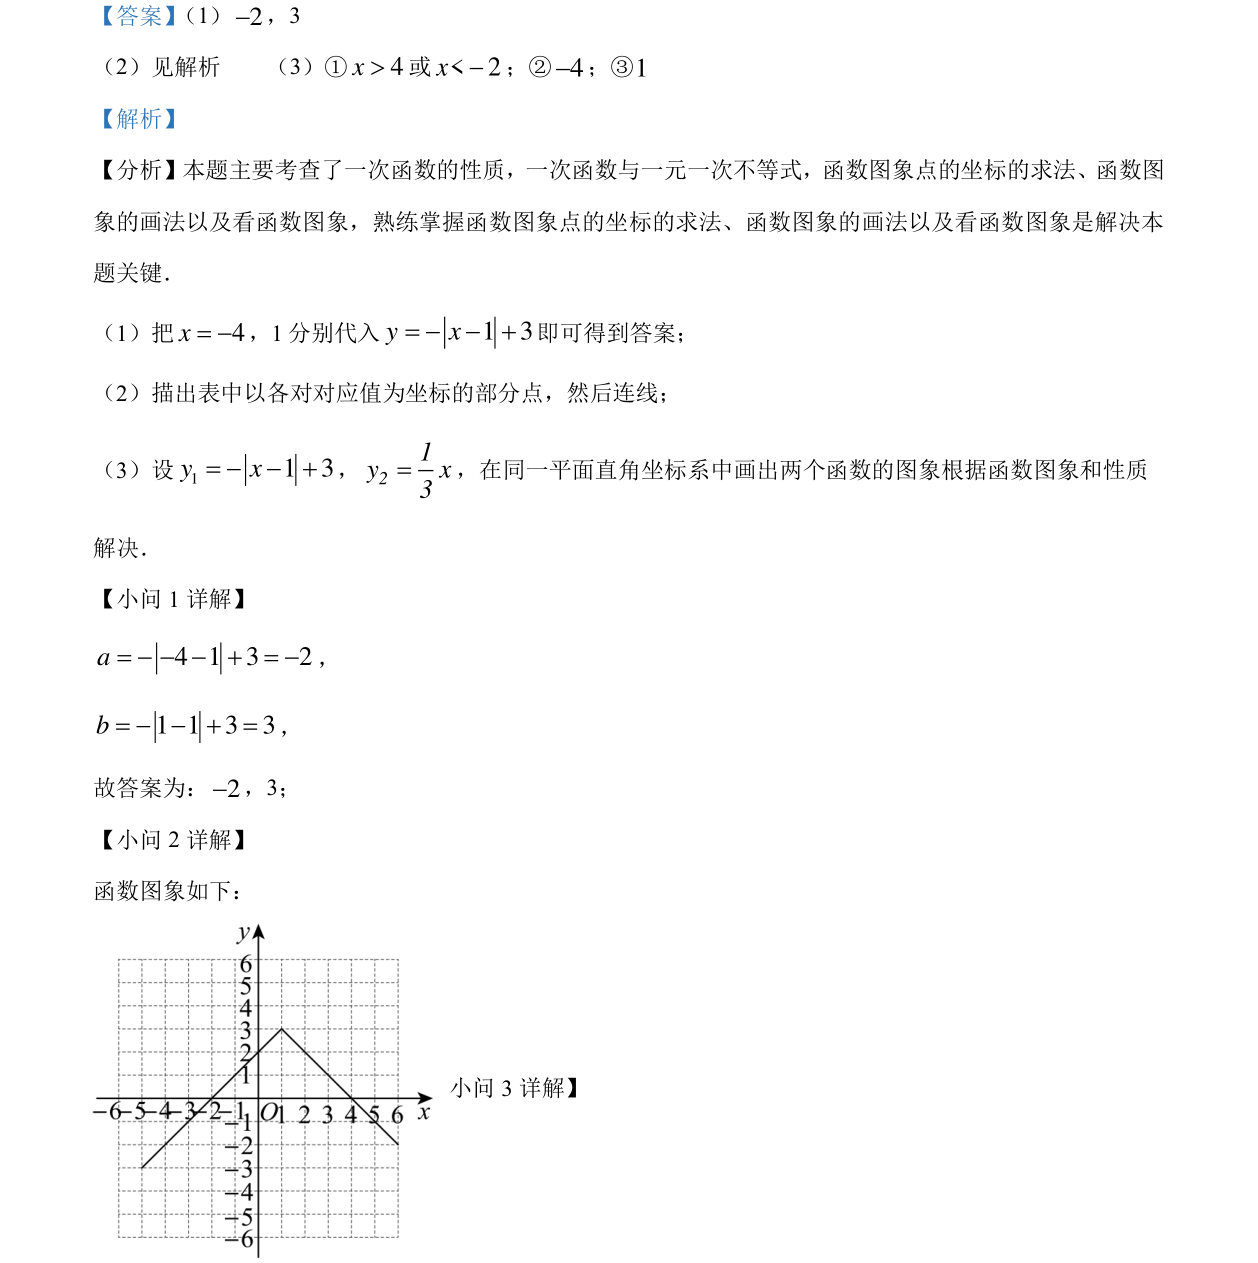 【答案】（1）−2，3
（2）见解析　　（3）①x > 4或x < −2；②−4；③1
【解析】
【分析】本题主要考查了一次函数的性质，一次函数与一元一次不等式，函数图象点的坐标的求法、函数图
象的画法以及看函数图象，熟练掌握函数图象点的坐标的求法、函数图象的画法以及看函数图象是解决本
题关键．
（1）把x = −4，1 分别代入 y = −|x−1|+3即可得到答案；
（2）描出表中以各对对应值为坐标的部分点，然后连线；
（3）设 y₁ = −|x−1|+3， y₂ = 1/3 x，在同一平面直角坐标系中画出两个函数的图象根据函数图象和性质
解决．
【小问 1 详解】
a = −|−4−1|+3 = −2，
b = −|1−1|+3 = 3，
故答案为：−2，3；
【小问 2 详解】
函数图象如下：
y
6
5
4
3
2
1
−6 −5 −4 −3 −2 −1 O 1 2 3 4 5 6 x
−1
−2
−3
−4
−5
−6
小问 3 详解】